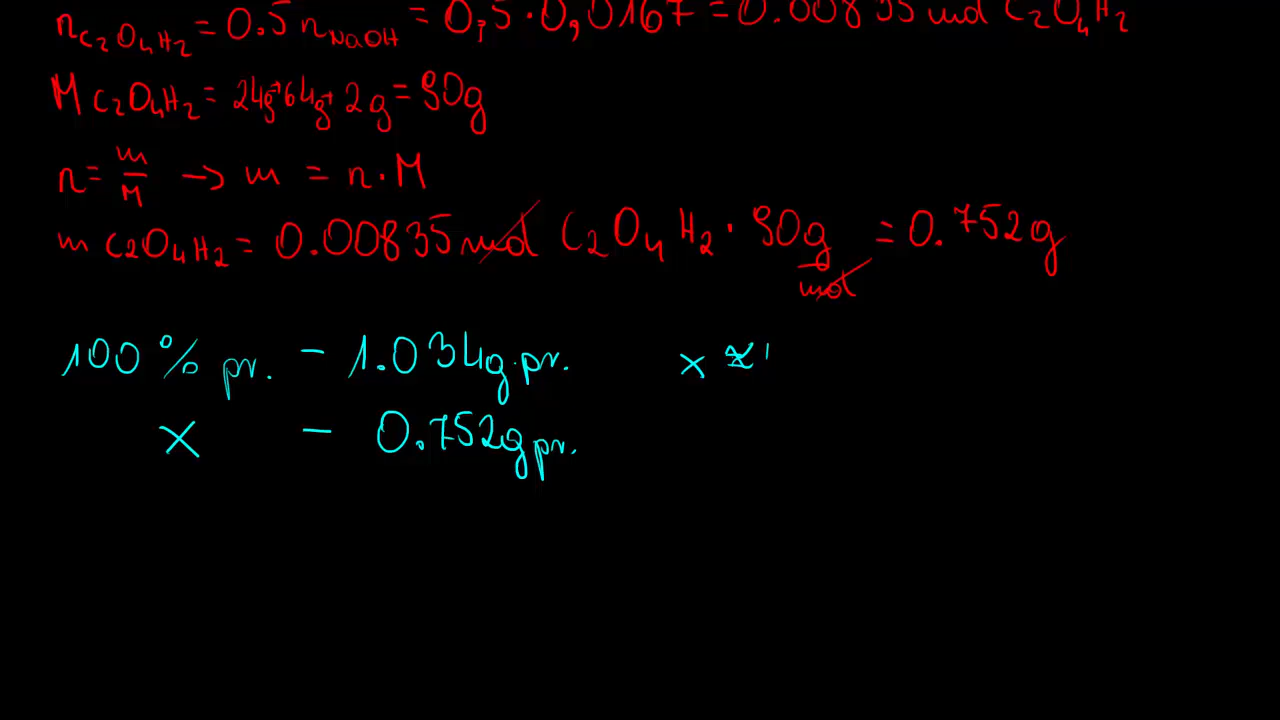 nC2O4H2 = 0.5 nNaOH = 0,5 · 0,0167 = 0.00835 mol C2O4H2
M C2O4H2 = 24g + 64g + 2g = 90g
n = m/M → m = n · M
m C2O4H2 = 0.00835 mol C2O4H2 · 90g/mol = 0.752g
100% pr. – 1.034g pr. x
x – 0.752g pr.